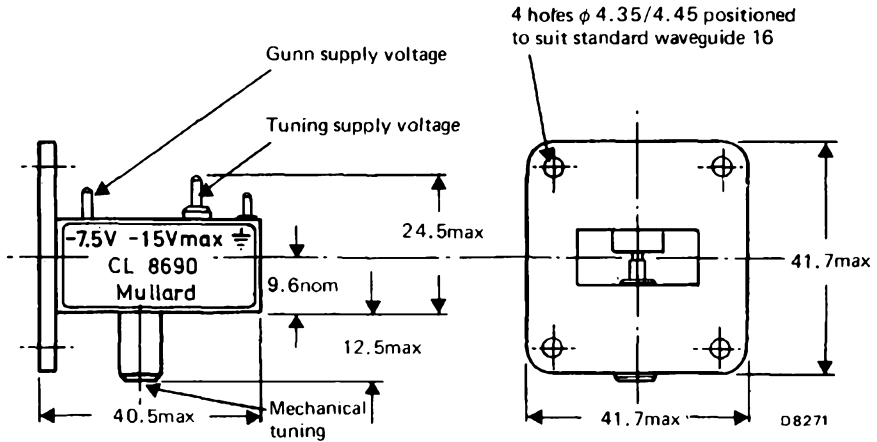 4 holes ϕ 4.35/4.45 positioned
to suit standard waveguide 16
Gunn supply voltage
Tuning supply voltage
-7.5V -15Vmax
CL 8690
Mullard
24.5max
9.6nom
12.5max
40.5max
Mechanical
tuning
41.7max
41.7max
D8271